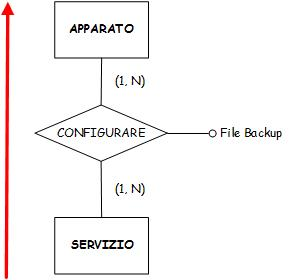 APPARATO
(1, N)
CONFIGURARE
File Backup
(1, N)
SERVIZIO